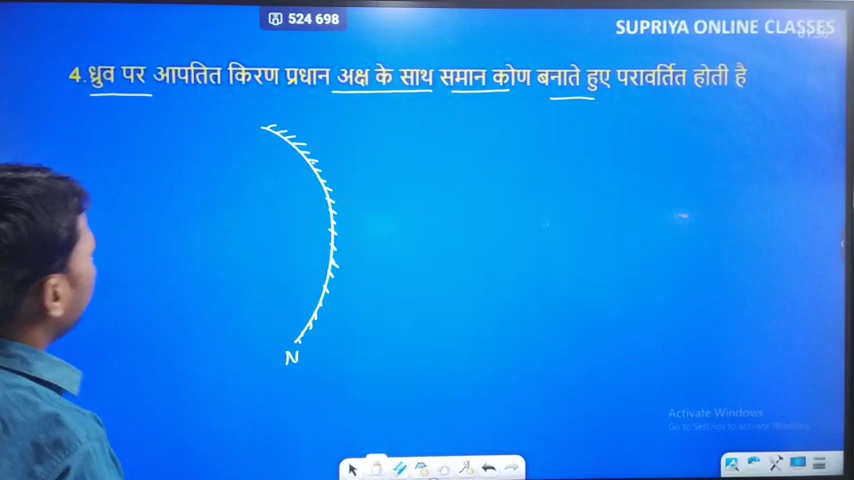 524 698
SUPRIYA ONLINE CLASSES
4.ध्रुव पर आपतित किरण प्रधान अक्ष के साथ समान कोण बनाते हुए परावर्तित होती है
N
Activate Windows
Go to Settings to activate Windows.